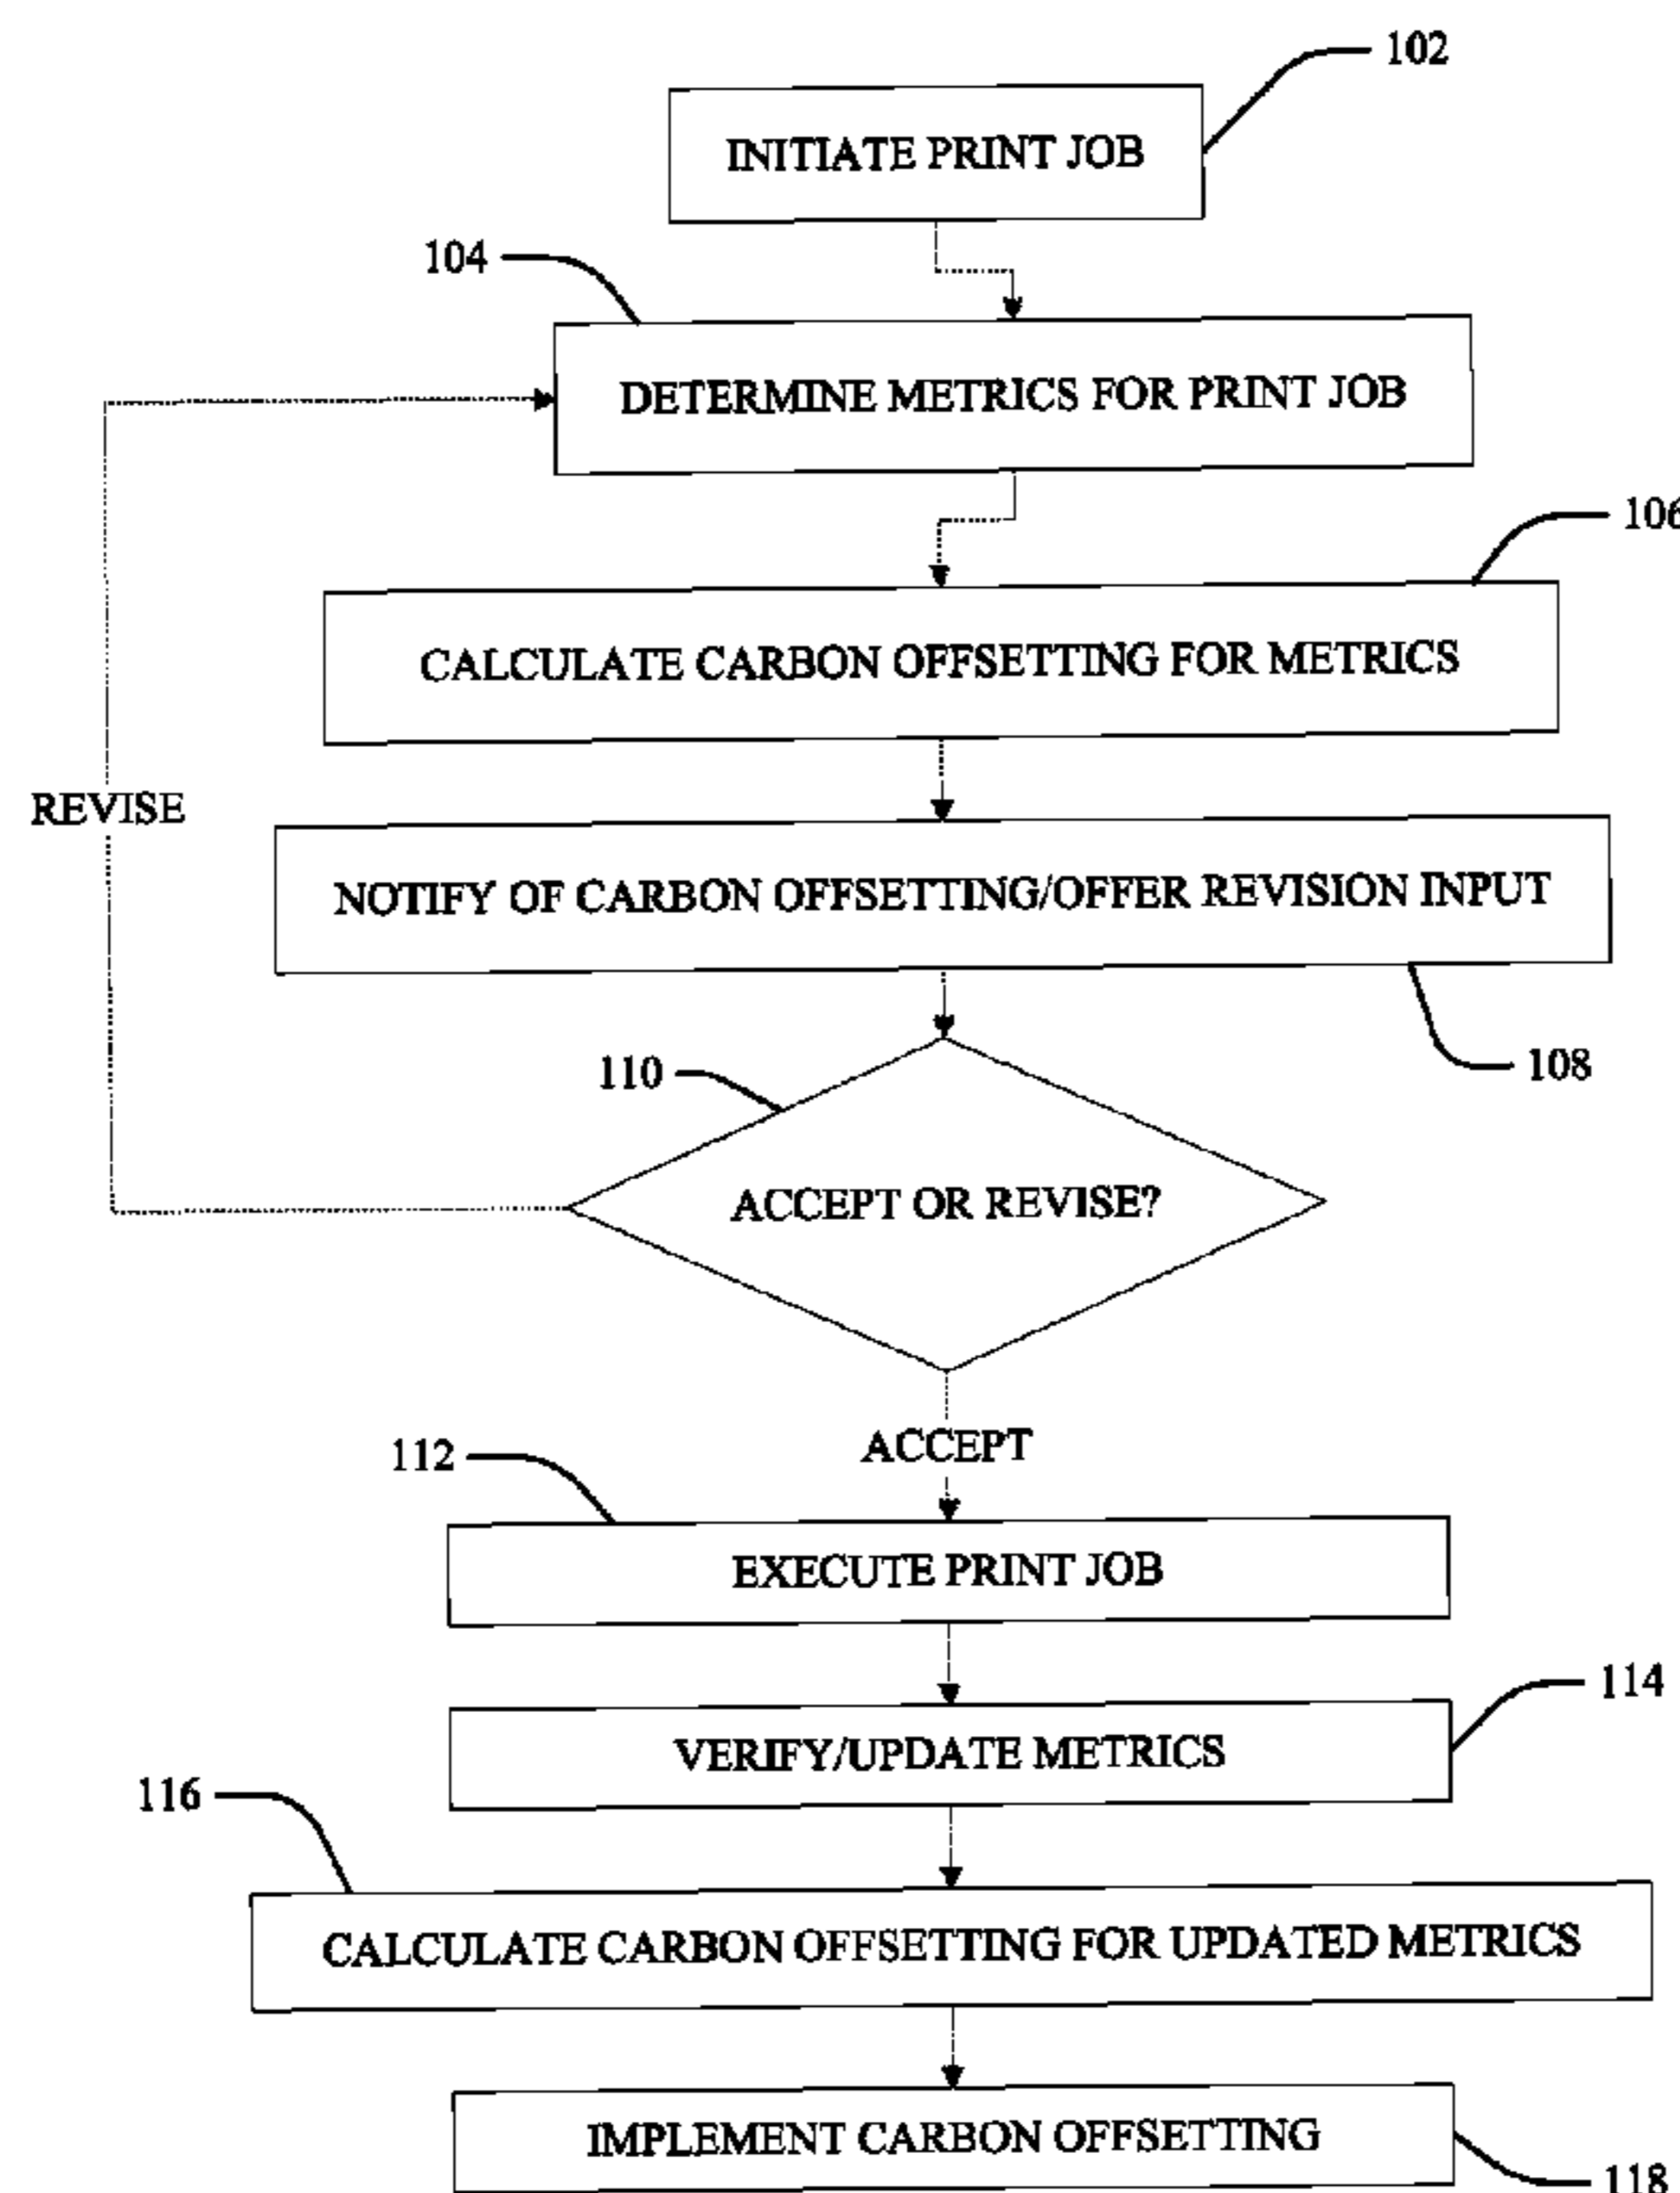 102
INITIATE PRINT JOB
104
DETERMINE METRICS FOR PRINT JOB
106
CALCULATE CARBON OFFSETTING FOR METRICS
REVISE
NOTIFY OF CARBON OFFSETTING/OFFER REVISION INPUT
108
110
ACCEPT OR REVISE?
ACCEPT
112
EXECUTE PRINT JOB
114
VERIFY/UPDATE METRICS
116
CALCULATE CARBON OFFSETTING FOR UPDATED METRICS
IMPLEMENT CARBON OFFSETTING
118